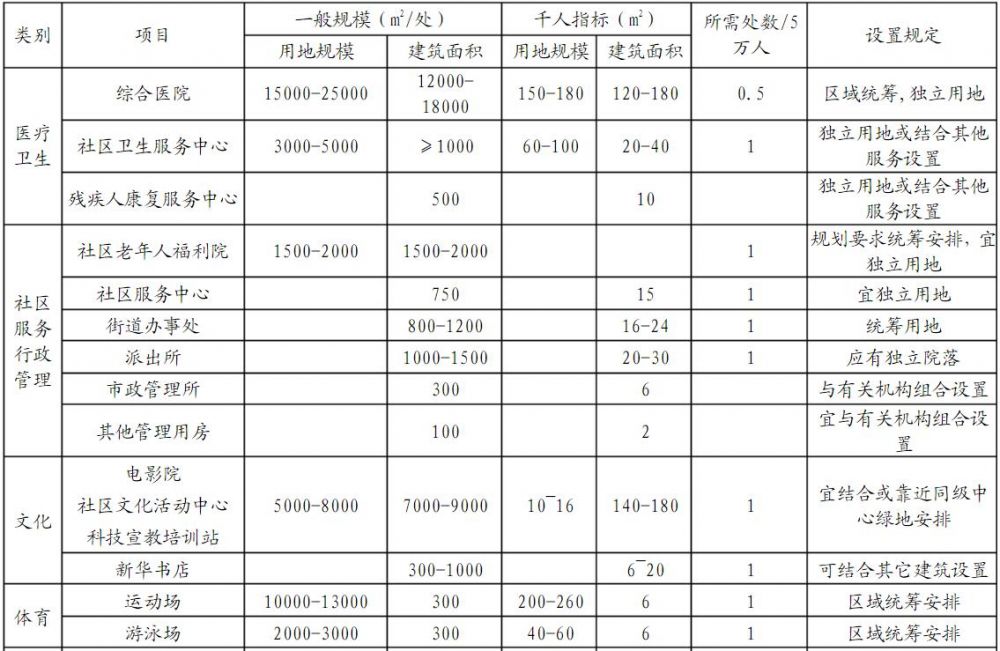 类别 项目 一般规模(m²/处) 千人指标(m²) 所需处数/5万人 设置规定
用地规模 建筑面积 用地规模 建筑面积
医疗卫生
综合医院 15000-25000 12000-18000 150-180 120-180 0.5 区域统筹,独立用地
社区卫生服务中心 3000-5000 ≥1000 60-100 20-40 1 独立用地或结合其他服务设置
残疾人康复服务中心 500 10 独立用地或结合其他服务设置
社区服务行政管理
社区老年人福利院 1500-2000 1500-2000 1 规划要求统筹安排,宜独立用地
社区服务中心 750 15 1 宜独立用地
街道办事处 800-1200 16-24 1 统筹用地
派出所 1000-1500 20-30 1 应有独立院落
市政管理所 300 6 与有关机构组合设置
其他管理用房 100 2 宜与有关机构组合设置
文化
电影院
社区文化活动中心 5000-8000 7000-9000 10¯16 140-180 1 宜结合或靠近同级中心绿地安排
科技宣教培训站
新华书店 300-1000 6¯20 1 可结合其它建筑设置
体育
运动场 10000-13000 300 200-260 6 1 区域统筹安排
游泳场 2000-3000 300 40-60 6 1 区域统筹安排